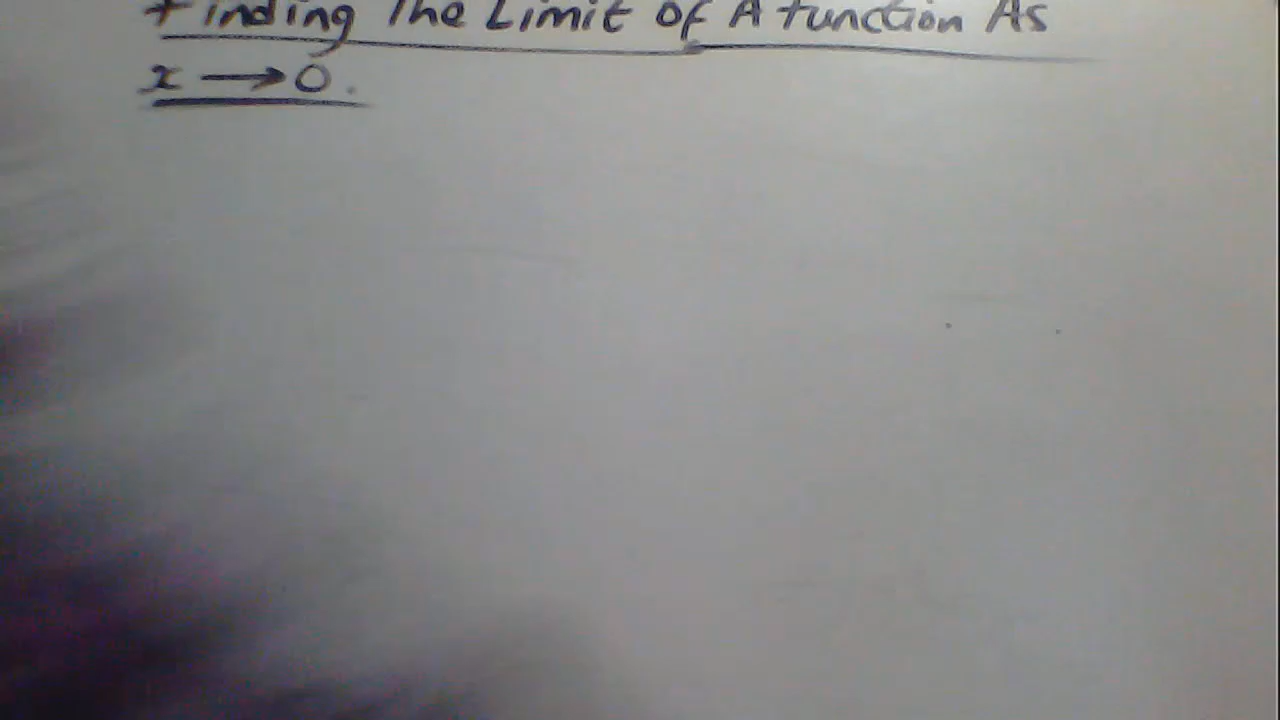 Finding The Limit Of A function As
x → 0.